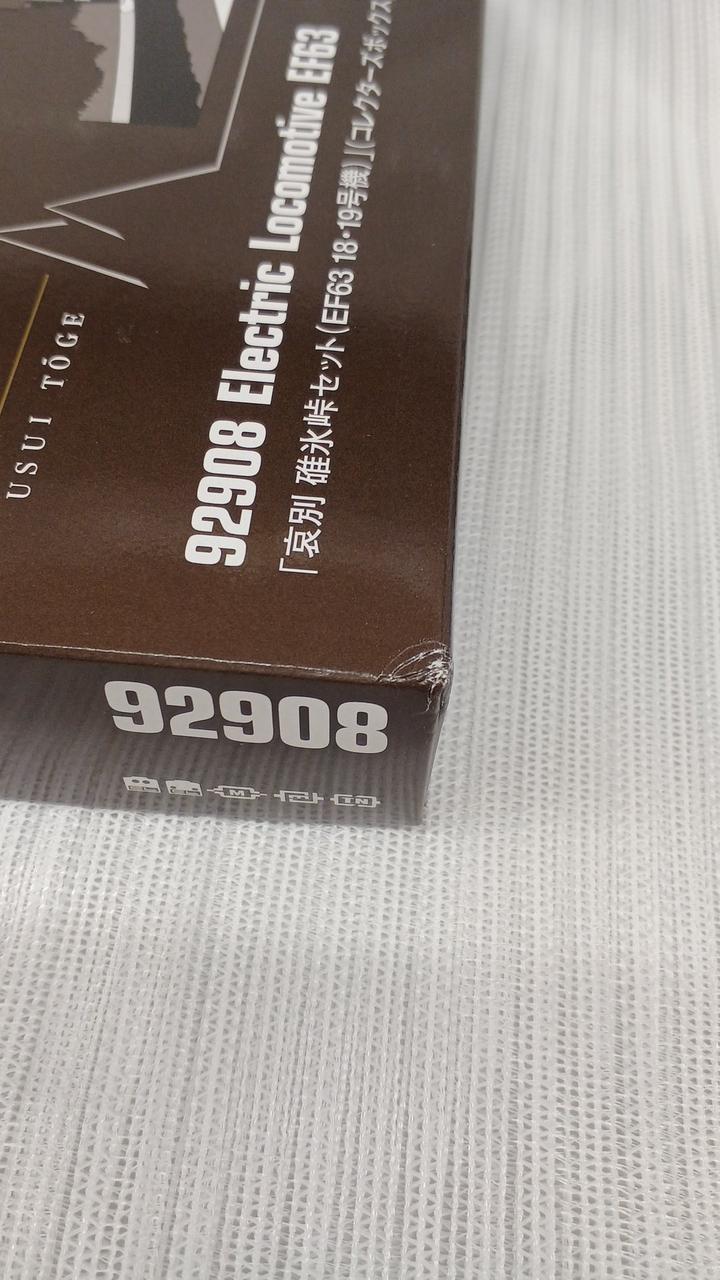 USUI TŌGE
92908 Electric Locomotive EF63
「哀別 碓氷峠セット(EF63 18・19号機)」(コレクターズボックス
92908
M
TN